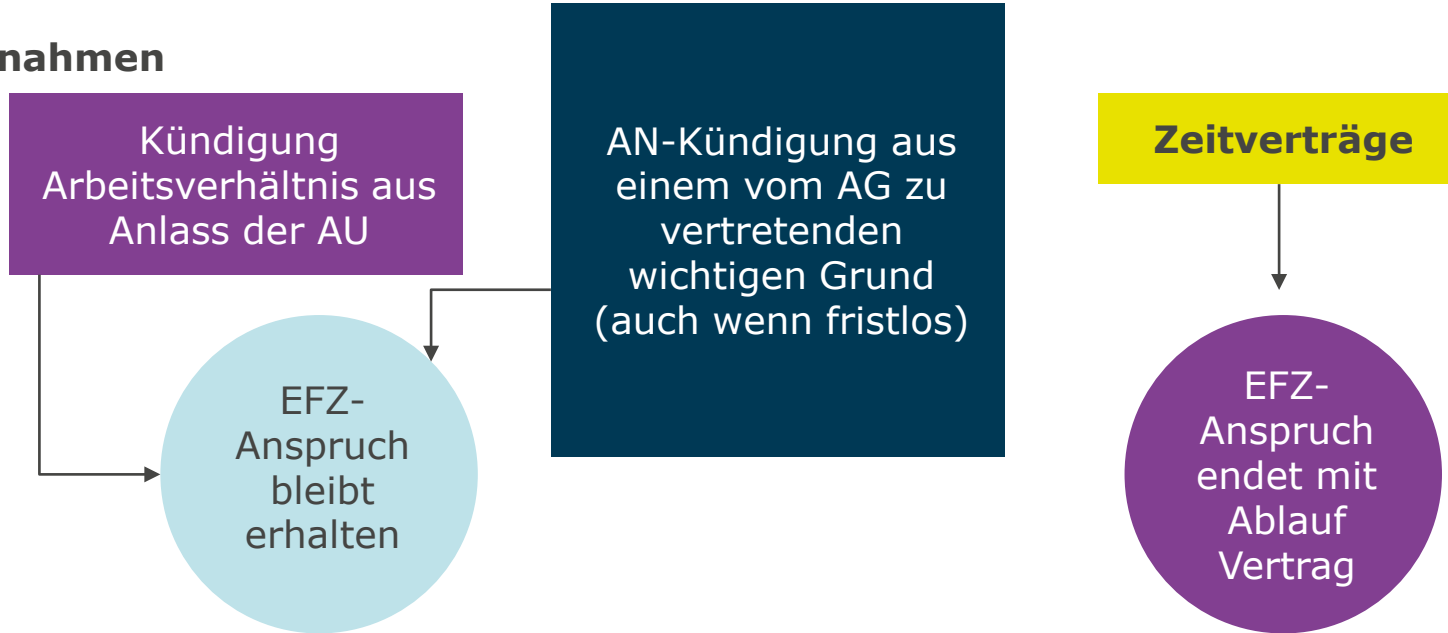 nahmen
Kündigung
Arbeitsverhältnis aus
Anlass der AU
AN-Kündigung aus
einem vom AG zu
vertretenden
wichtigen Grund
(auch wenn fristlos)
Zeitverträge
EFZ-
Anspruch
bleibt
erhalten
EFZ-
Anspruch
endet mit
Ablauf
Vertrag